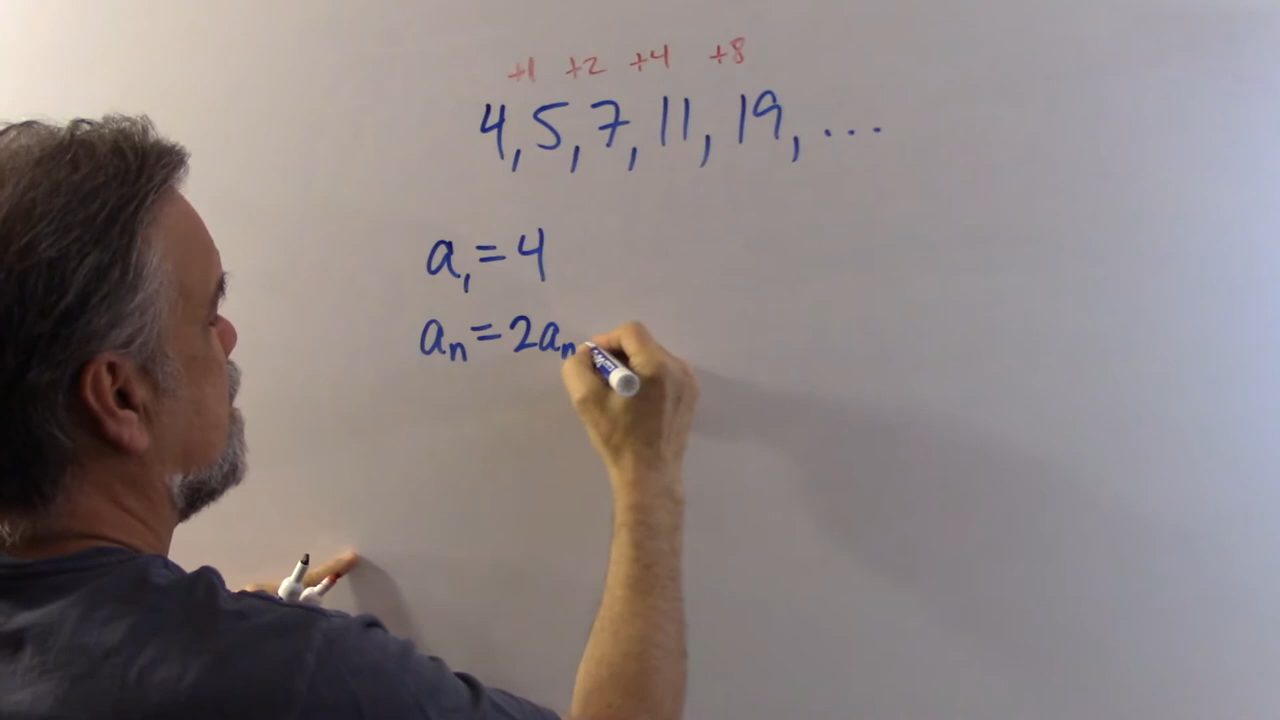 +1 +2 +4 +8
4, 5, 7, 11, 19, ...
a₁ = 4
aₙ = 2aₙ